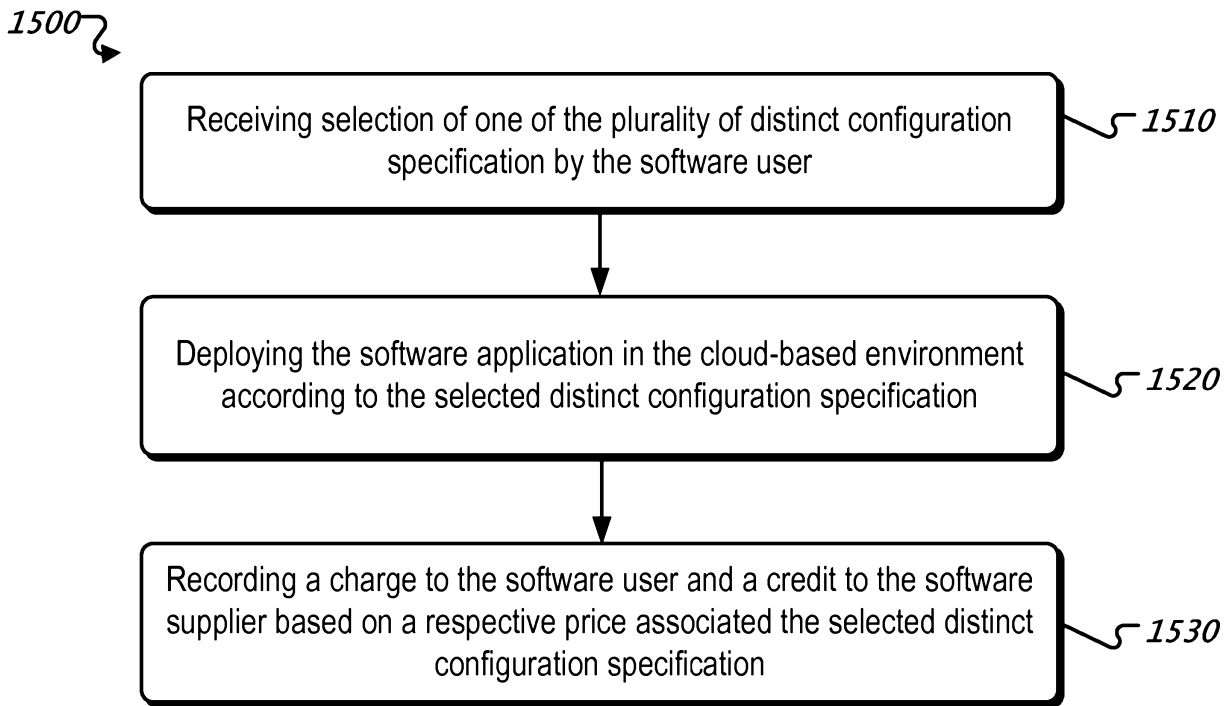 1500
Receiving selection of one of the plurality of distinct configuration
specification by the software user
1510
Deploying the software application in the cloud-based environment
according to the selected distinct configuration specification
1520
Recording a charge to the software user and a credit to the software
supplier based on a respective price associated the selected distinct
configuration specification
1530